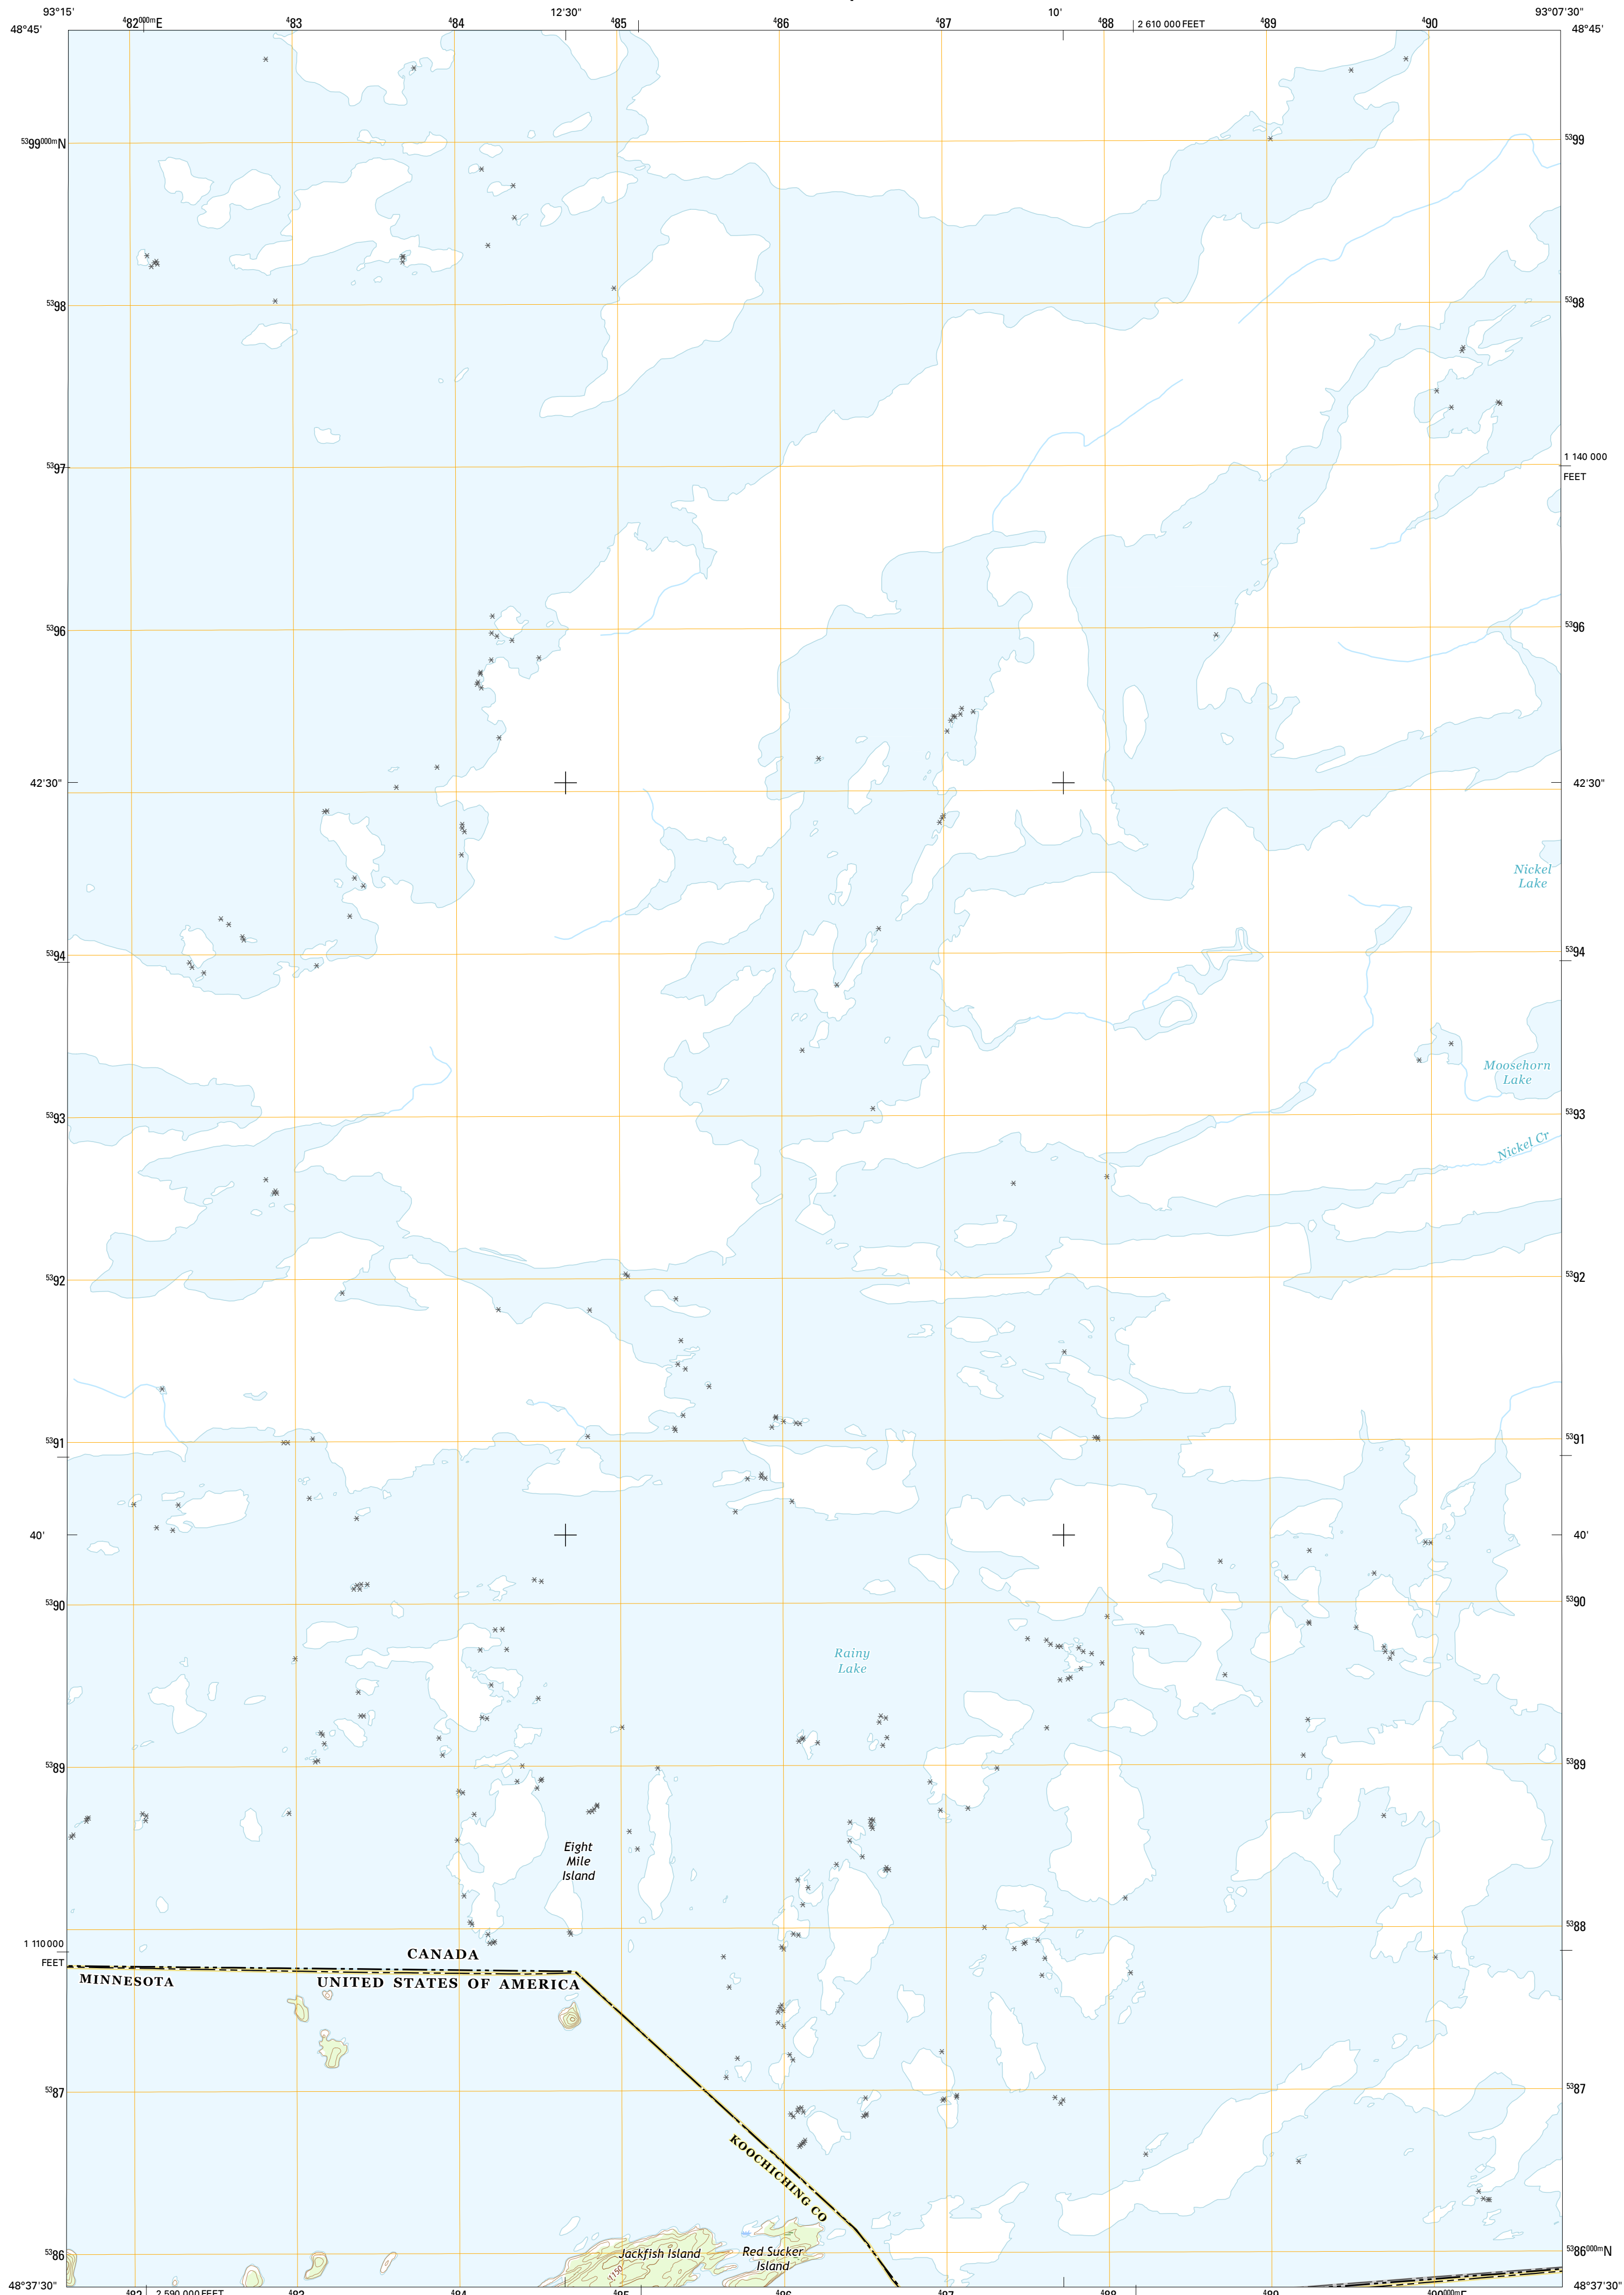 93°15'
⁴82⁰⁰⁰ᵐE
⁴83
⁴84
12'30"
⁴85
⁴86
⁴87
10'
⁴88
2 610 000 FEET
⁴89
⁴90
93°07'30"
48°45'
48°45'
⁵³99⁰⁰⁰ᵐN
⁵³99
⁵³98
⁵³98
⁵³97
1 140 000
FEET
⁵³96
⁵³96
42'30"
42'30"
Nickel
Lake
⁵³94
⁵³94
Moosehorn
Lake
⁵³93
⁵³93
Nickel Cr
⁵³92
⁵³92
⁵³91
⁵³91
40'
40'
⁵³90
⁵³90
Rainy
Lake
⁵³89
⁵³89
Eight
Mile
Island
⁵³88
1 110 000
FEET
CANADA
MINNESOTA
UNITED STATES OF AMERICA
⁵³87
⁵³87
KOOCHICHING CO
⁵³86
Jackfish Island
Red Sucker
Island
⁵³86⁰⁰⁰ᵐN
1150
48°37'30"
48°37'30"
2 590 000 FEET